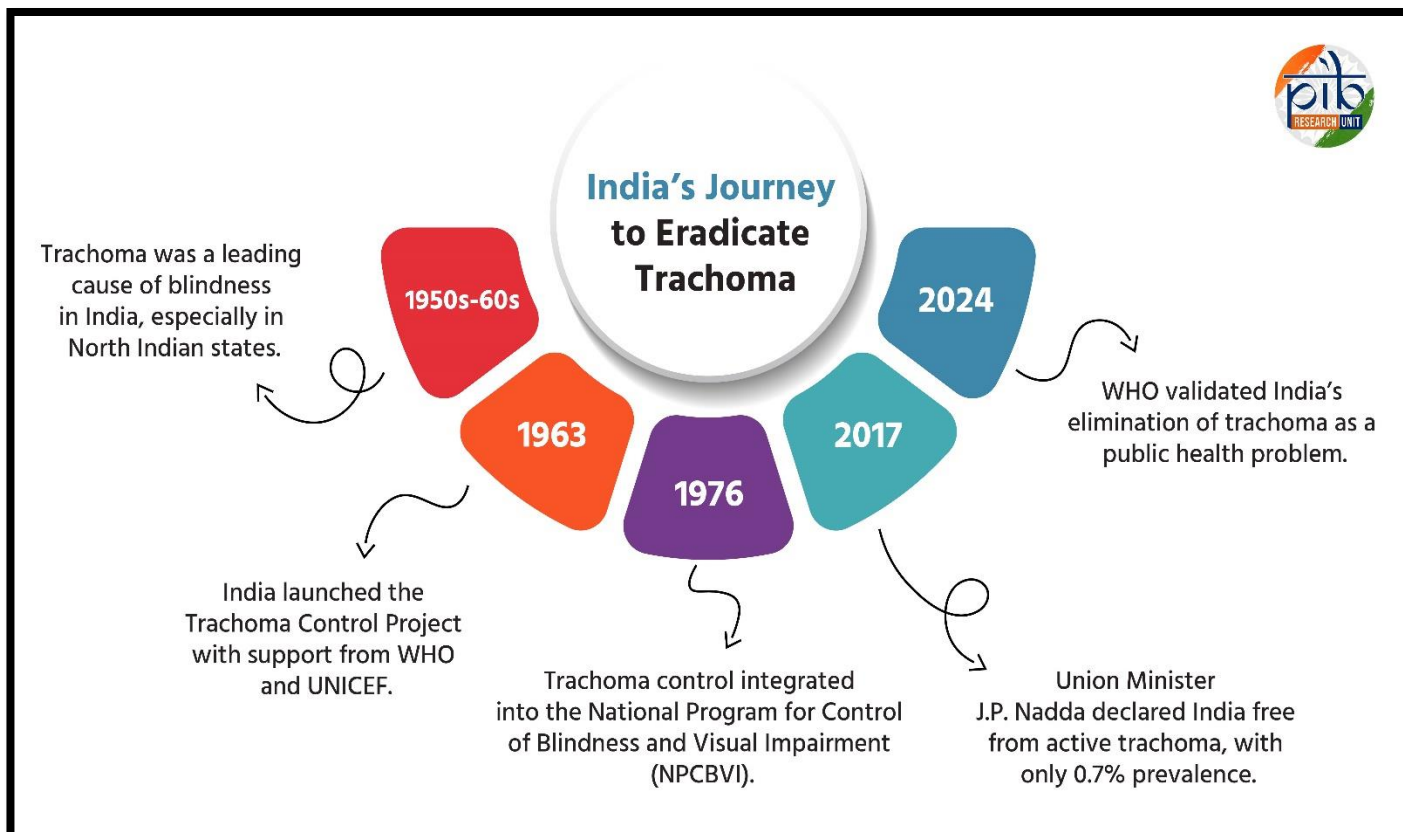 pib
RESEARCH UNIT
India’s Journey
to Eradicate
Trachoma
1950s-60s
Trachoma was a leading
cause of blindness
in India, especially in
North Indian states.
1963
India launched the
Trachoma Control Project
with support from WHO
and UNICEF.
1976
Trachoma control integrated
into the National Program for Control
of Blindness and Visual Impairment
(NPCBVI).
2017
Union Minister
J.P. Nadda declared India free
from active trachoma, with
only 0.7% prevalence.
2024
WHO validated India’s
elimination of trachoma as a
public health problem.